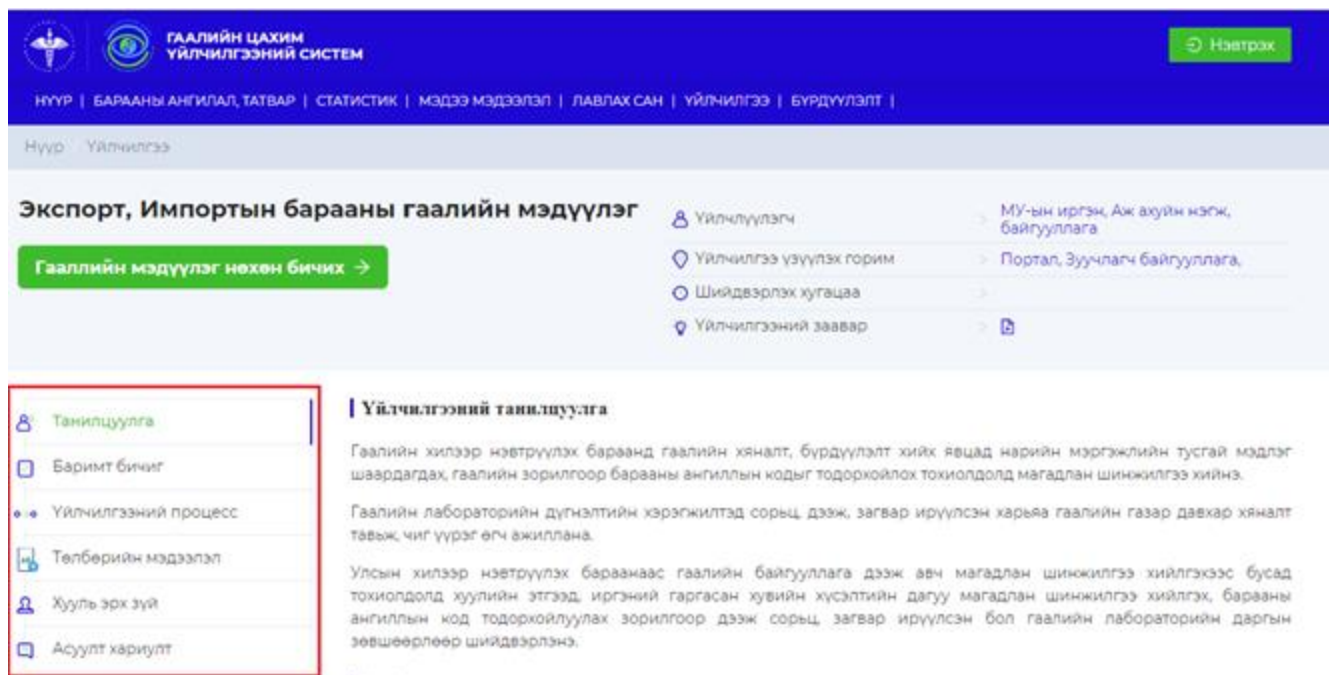 ГААЛИЙН ЦАХИМ
ҮЙЛЧИЛГЭЭНИЙ СИСТЕМ
Нэвтрэх
НҮҮР | БАРААНЫ АНГИЛАЛ, ТАТВАР | СТАТИСТИК | МЭДЭЭ МЭДЭЭЛЭЛ | ЛАВЛАХ САН | ҮЙЛЧИЛГЭЭ | БҮРДҮҮЛЭЛТ |
Нүүр Үйлчилгээ
Экспорт, Импортын барааны гаалийн мэдүүлэг
Гааллийн мэдүүлэг нөхөн бичих →
Үйлчлүүлэгч
МУ-ын иргэн, Аж ахуйн нэгж,
байгууллага
Үйлчилгээ үзүүлэх горим
Портал, Зуучлагч байгууллага,
Шийдвэрлэх хугацаа
Үйлчилгээний заавар
Танилцуулга
Баримт бичиг
Үйлчилгээний процесс
Төлбөрийн мэдээлэл
Хууль эрх зүй
Асуулт хариулт
Үйлчилгээний танилцуулга
Гаалийн хилээр нэвтрүүлэх бараанд гаалийн хяналт, бүрдүүлэлт хийх явцад нарийн мэргэжлийн тусгай мэдлэг
шаардагдах, гаалийн зорилгоор барааны ангиллын кодыг тодорхойлох тохиолдолд магадлан шинжилгээ хийнэ.
Гаалийн лабораторийн дүгнэлтийн хэрэгжилтэд сорьц, дээж, загвар ирүүлсэн харьяа гаалийн газар давхар хяналт
тавьж, чиг үүрэг өгч ажиллана.
Улсын хилээр нэвтрүүлэх бараанаас гаалийн байгууллага дээж авч магадлан шинжилгээ хийлгэхээс бусад
тохиолдолд хуулийн этгээд, иргэний гаргасан хувийн хүсэлтийн дагуу магадлан шинжилгээ хийлгэх, барааны
ангиллын код тодорхойлуулах зорилгоор дээж сорьц, загвар ирүүлсэн бол гаалийн лабораторийн даргын
зөвшөөрлөөр шийдвэрлэнэ.